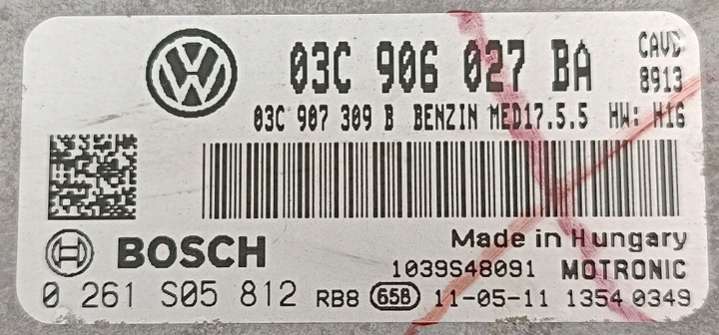 03C 906 027 BA CAVD
8913
03C 907 309 B BENZIN MED17.5.5 HW: H16
BOSCH
Made in Hungary
1039S48091 MOTRONIC
0 261 S05 812 RB8 656 11-05-11 1354 0349